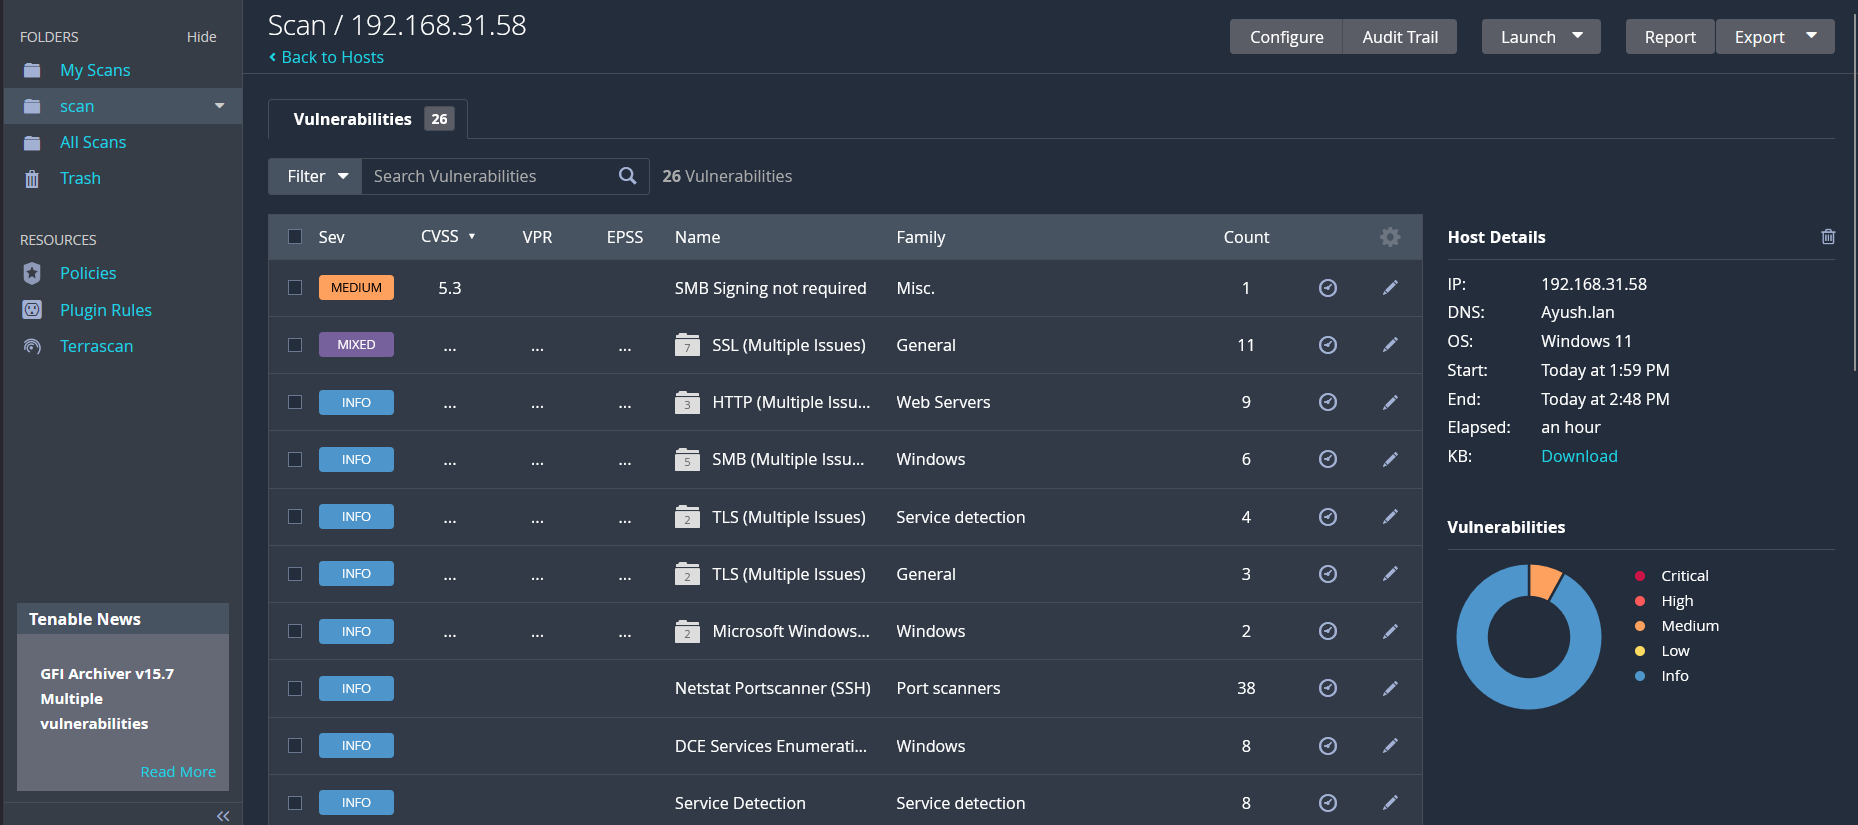 FOLDERS Hide
My Scans
scan
All Scans
Trash
RESOURCES
Policies
Plugin Rules
Terrascan
Tenable News
GFI Archiver v15.7
Multiple
vulnerabilities
Read More
Scan / 192.168.31.58
Back to Hosts
Configure Audit Trail Launch Report Export
Vulnerabilities 26
Filter Search Vulnerabilities 26 Vulnerabilities
Sev CVSS VPR EPSS Name Family Count
MEDIUM 5.3 SMB Signing not required Misc. 1
MIXED ... ... ... 7 SSL (Multiple Issues) General 11
INFO ... ... ... 3 HTTP (Multiple Issu... Web Servers 9
INFO ... ... ... 5 SMB (Multiple Issu... Windows 6
INFO ... ... ... 2 TLS (Multiple Issues) Service detection 4
INFO ... ... ... 2 TLS (Multiple Issues) General 3
INFO ... ... ... 2 Microsoft Windows... Windows 2
INFO Netstat Portscanner (SSH) Port scanners 38
INFO DCE Services Enumerati... Windows 8
INFO Service Detection Service detection 8
Host Details
IP: 192.168.31.58
DNS: Ayush.lan
OS: Windows 11
Start: Today at 1:59 PM
End: Today at 2:48 PM
Elapsed: an hour
KB: Download
Vulnerabilities
Critical
High
Medium
Low
Info